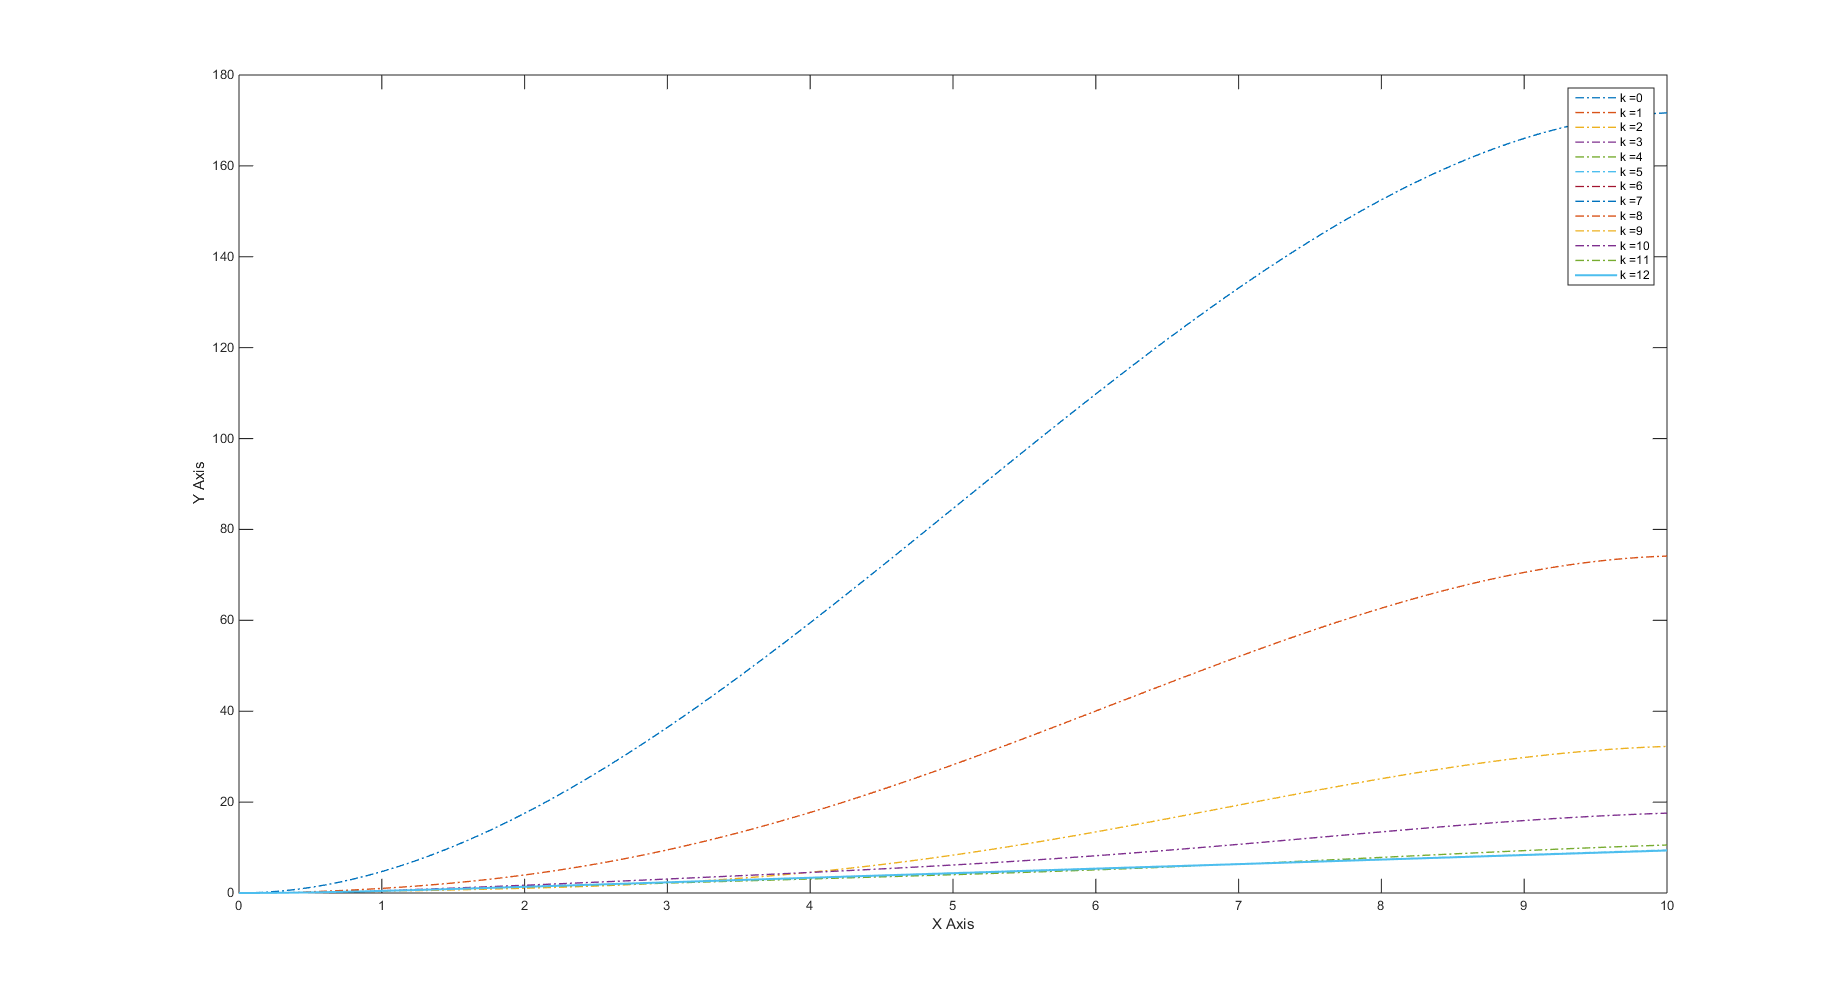 180
160
140
120
100
80
60
40
20
0
Y Axis
0 1 2 3 4 5 6 7 8 9 10
X Axis
k =0
k =1
k =2
k =3
k =4
k =5
k =6
k =7
k =8
k =9
k =10
k =11
k =12